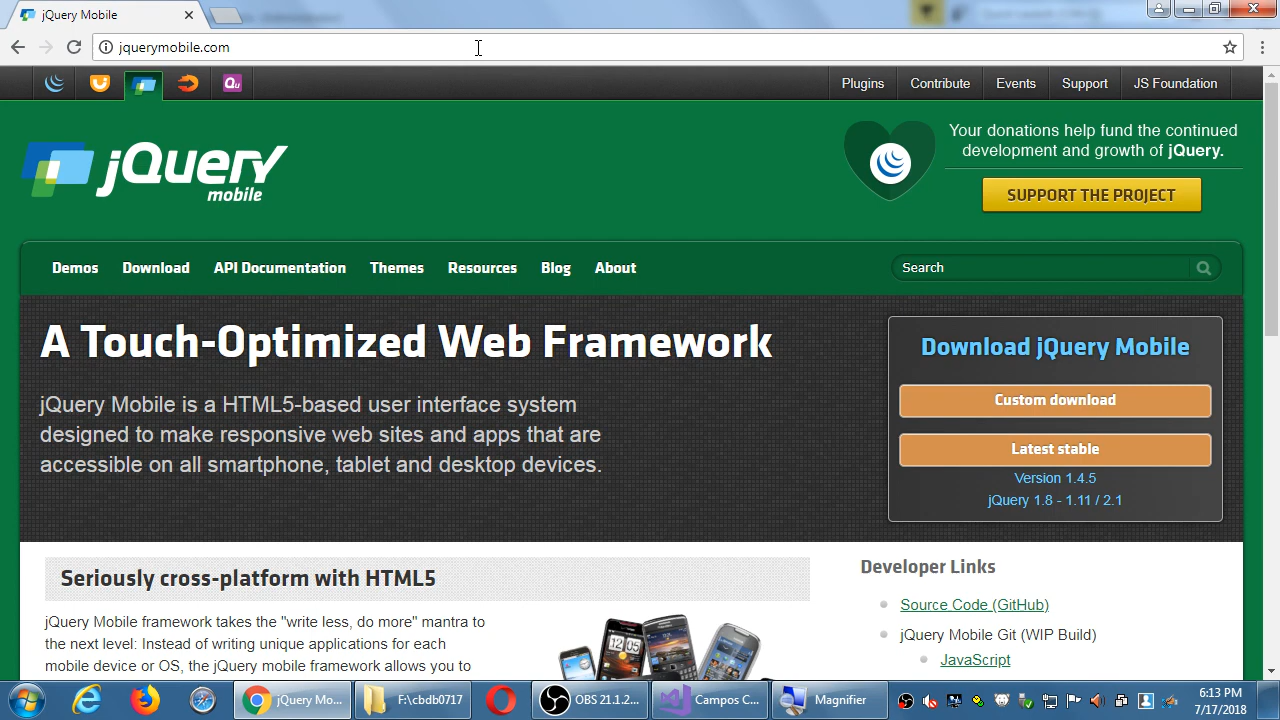 jQuery Mobile
jquerymobile.com
Qu
Plugins
Contribute
Events
Support
JS Foundation
jQuery
mobile
Your donations help fund the continued
development and growth of jQuery.
SUPPORT THE PROJECT
Demos
Download
API Documentation
Themes
Resources
Blog
About
Search
A Touch-Optimized Web Framework
jQuery Mobile is a HTML5-based user interface system
designed to make responsive web sites and apps that are
accessible on all smartphone, tablet and desktop devices.
Download jQuery Mobile
Custom download
Latest stable
Version 1.4.5
jQuery 1.8 - 1.11 / 2.1
Seriously cross-platform with HTML5
jQuery Mobile framework takes the "write less, do more" mantra to
the next level: Instead of writing unique applications for each
mobile device or OS, the jQuery mobile framework allows you to
12:05
Developer Links
Source Code (GitHub)
jQuery Mobile Git (WIP Build)
JavaScript
jQuery Mo...
F:\cbdb0717
OBS 21.1.2...
Campos C...
Magnifier
6:13 PM
7/17/2018